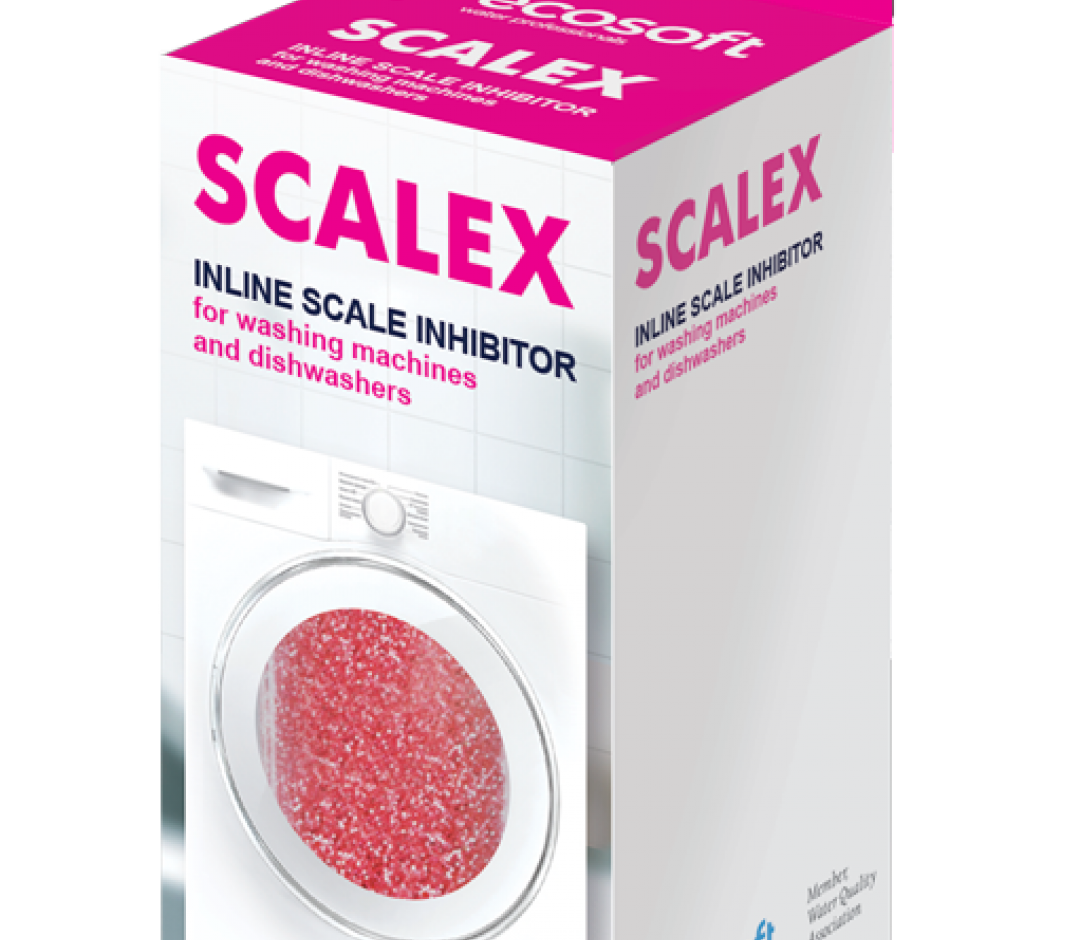 ecosoft
water professionals
SCALEX
INLINE SCALE INHIBITOR
for washing machines
and dishwashers
SCALEX
INLINE SCALE INHIBITOR
for washing machines
and dishwashers
SCALEX
INLINE SCALE INHIBITOR
for washing machines
and dishwashers
Member,
Water Quality
Association
ft